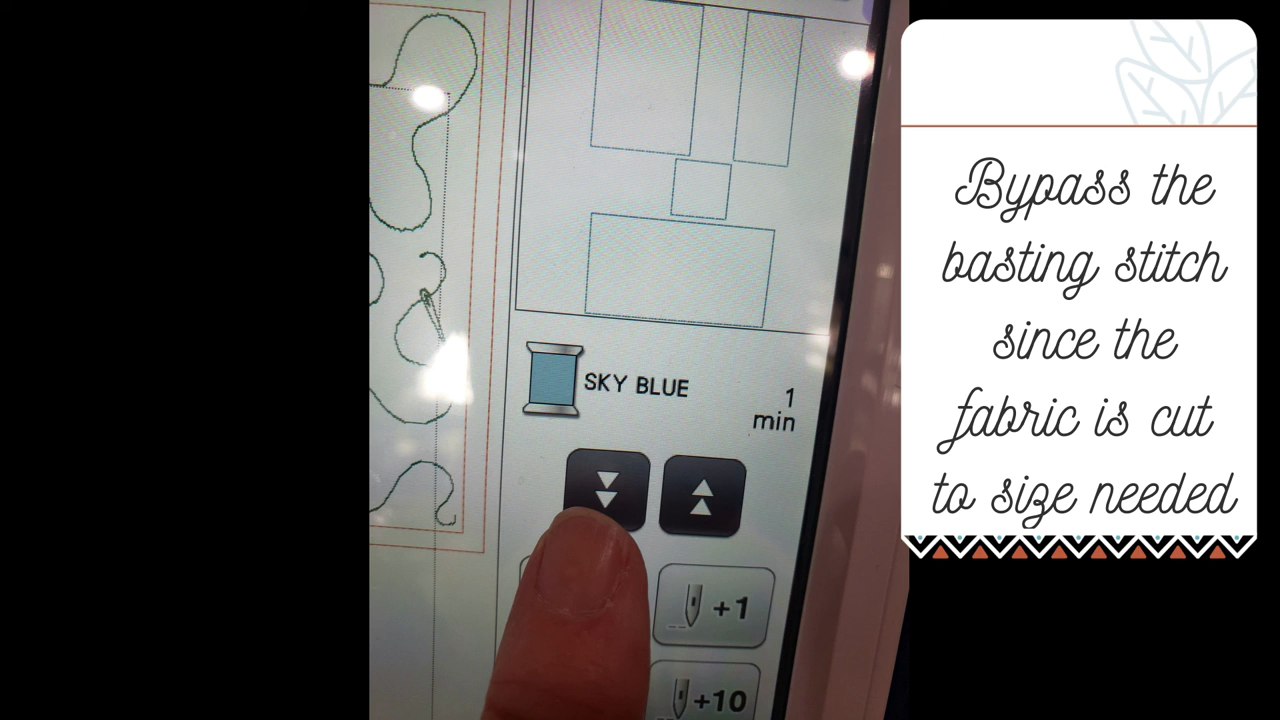 SKY BLUE
1
min
+1
+10
Bypass the
basting stitch
since the
fabric is cut
to size needed